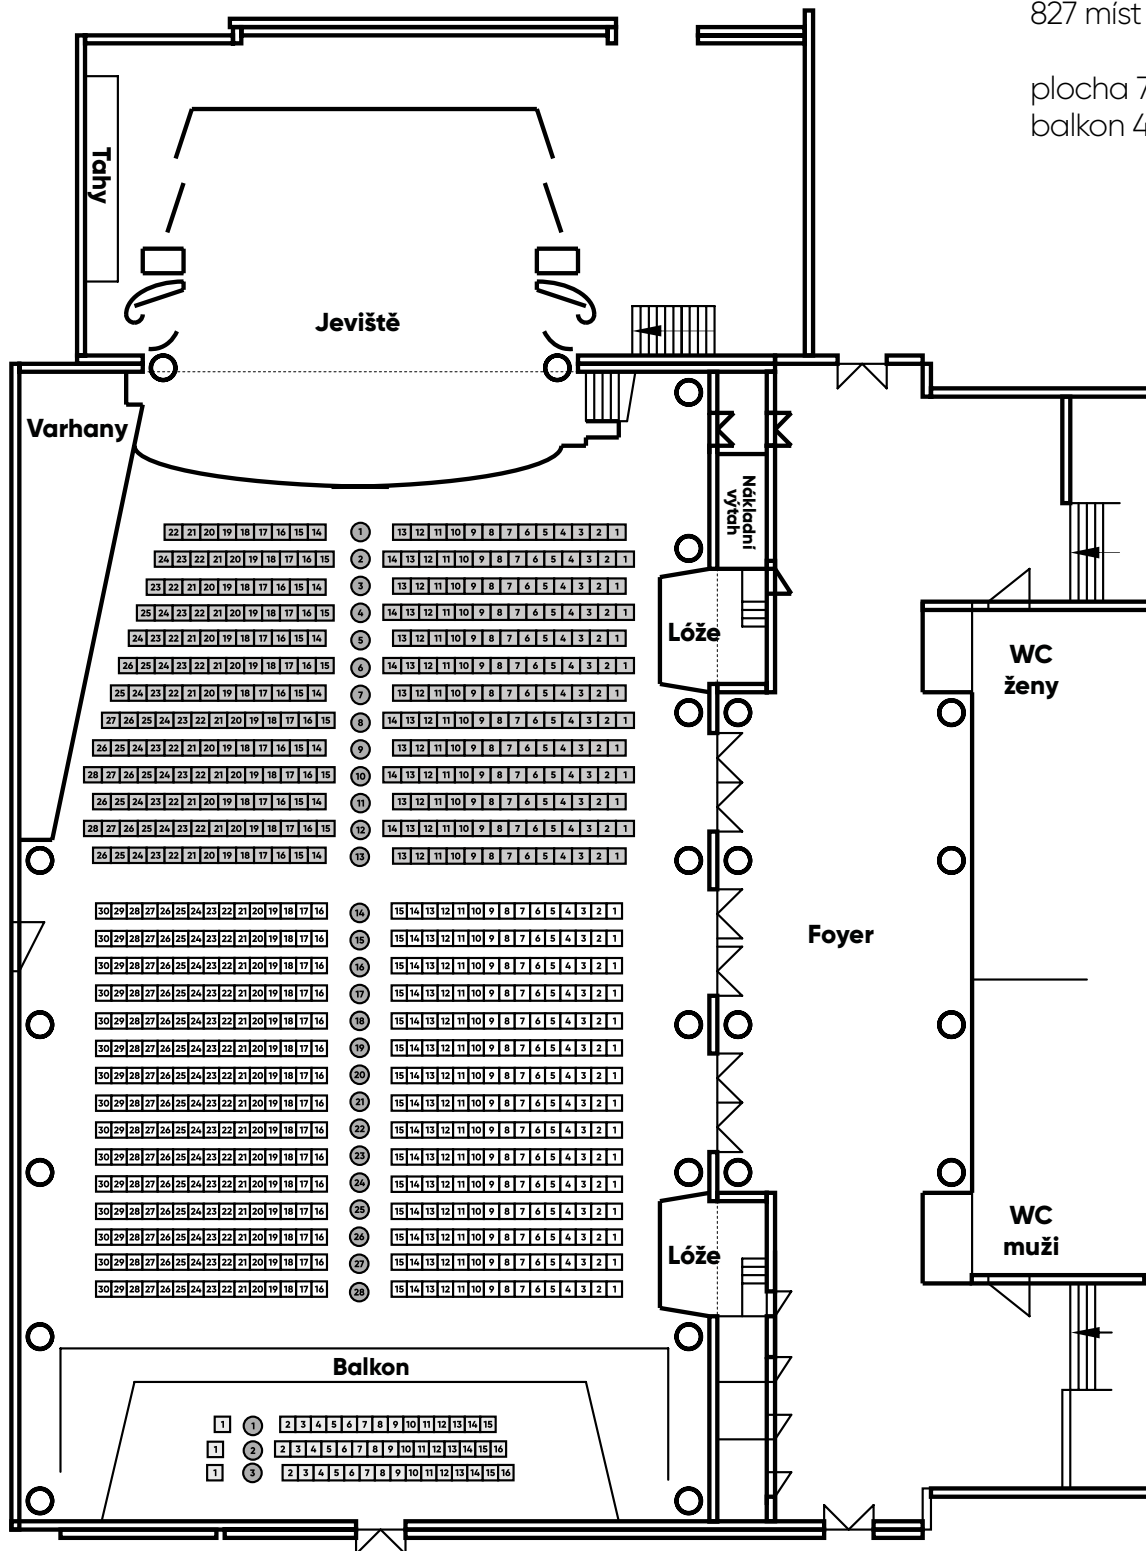 827 míst
plocha 7
balkon 4
Tahy
Jeviště
Varhany
Nákladní
výtah
22 21 20 19 18 17 16 15 14 1 13 12 11 10 9 8 7 6 5 4 3 2 1
24 23 22 21 20 19 18 17 16 15 2 14 13 12 11 10 9 8 7 6 5 4 3 2 1
23 22 21 20 19 18 17 16 15 14 3 13 12 11 10 9 8 7 6 5 4 3 2 1
25 24 23 22 21 20 19 18 17 16 15 4 14 13 12 11 10 9 8 7 6 5 4 3 2 1
24 23 22 21 20 19 18 17 16 15 14 5 13 12 11 10 9 8 7 6 5 4 3 2 1
Lóže
26 25 24 23 22 21 20 19 18 17 16 15 6 14 13 12 11 10 9 8 7 6 5 4 3 2 1
WC
ženy
25 24 23 22 21 20 19 18 17 16 15 14 7 13 12 11 10 9 8 7 6 5 4 3 2 1
27 26 25 24 23 22 21 20 19 18 17 16 15 8 14 13 12 11 10 9 8 7 6 5 4 3 2 1
26 25 24 23 22 21 20 19 18 17 16 15 14 9 13 12 11 10 9 8 7 6 5 4 3 2 1
28 27 26 25 24 23 22 21 20 19 18 17 16 15 10 14 13 12 11 10 9 8 7 6 5 4 3 2 1
26 25 24 23 22 21 20 19 18 17 16 15 14 11 13 12 11 10 9 8 7 6 5 4 3 2 1
28 27 26 25 24 23 22 21 20 19 18 17 16 15 12 14 13 12 11 10 9 8 7 6 5 4 3 2 1
26 25 24 23 22 21 20 19 18 17 16 15 14 13 13 12 11 10 9 8 7 6 5 4 3 2 1
30 29 28 27 26 25 24 23 22 21 20 19 18 17 16 14 15 14 13 12 11 10 9 8 7 6 5 4 3 2 1
Foyer
30 29 28 27 26 25 24 23 22 21 20 19 18 17 16 15 15 14 13 12 11 10 9 8 7 6 5 4 3 2 1
30 29 28 27 26 25 24 23 22 21 20 19 18 17 16 16 15 14 13 12 11 10 9 8 7 6 5 4 3 2 1
30 29 28 27 26 25 24 23 22 21 20 19 18 17 16 17 15 14 13 12 11 10 9 8 7 6 5 4 3 2 1
30 29 28 27 26 25 24 23 22 21 20 19 18 17 16 18 15 14 13 12 11 10 9 8 7 6 5 4 3 2 1
30 29 28 27 26 25 24 23 22 21 20 19 18 17 16 19 15 14 13 12 11 10 9 8 7 6 5 4 3 2 1
30 29 28 27 26 25 24 23 22 21 20 19 18 17 16 20 15 14 13 12 11 10 9 8 7 6 5 4 3 2 1
30 29 28 27 26 25 24 23 22 21 20 19 18 17 16 21 15 14 13 12 11 10 9 8 7 6 5 4 3 2 1
30 29 28 27 26 25 24 23 22 21 20 19 18 17 16 22 15 14 13 12 11 10 9 8 7 6 5 4 3 2 1
30 29 28 27 26 25 24 23 22 21 20 19 18 17 16 23 15 14 13 12 11 10 9 8 7 6 5 4 3 2 1
30 29 28 27 26 25 24 23 22 21 20 19 18 17 16 24 15 14 13 12 11 10 9 8 7 6 5 4 3 2 1
30 29 28 27 26 25 24 23 22 21 20 19 18 17 16 25 15 14 13 12 11 10 9 8 7 6 5 4 3 2 1
WC
muži
30 29 28 27 26 25 24 23 22 21 20 19 18 17 16 26 15 14 13 12 11 10 9 8 7 6 5 4 3 2 1
Lóže
30 29 28 27 26 25 24 23 22 21 20 19 18 17 16 27 15 14 13 12 11 10 9 8 7 6 5 4 3 2 1
30 29 28 27 26 25 24 23 22 21 20 19 18 17 16 28 15 14 13 12 11 10 9 8 7 6 5 4 3 2 1
Balkon
1 1 2 3 4 5 6 7 8 9 10 11 12 13 14 15
1 2 2 3 4 5 6 7 8 9 10 11 12 13 14 15 16
1 3 2 3 4 5 6 7 8 9 10 11 12 13 14 15 16